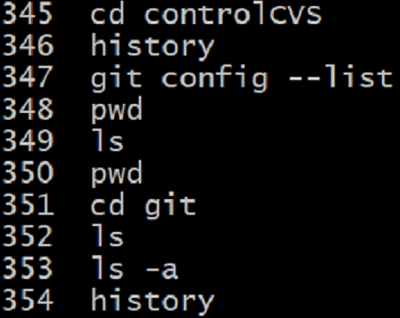 345 cd controlCVS
346 history
347 git config --list
348 pwd
349 ls
350 pwd
351 cd git
352 ls
353 ls -a
354 history